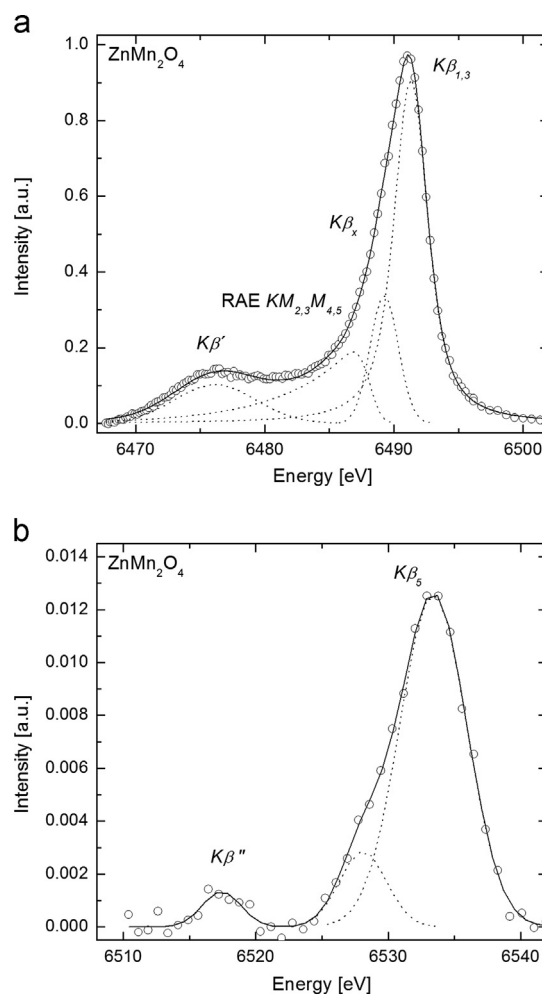 a
ZnMn₂O₄
Kβ₁,₃
Kβₓ
RAE KM₂,₃M₄,₅
Kβ′
Intensity [a.u.]
1.0
0.8
0.6
0.4
0.2
0.0
6470 6480 6490 6500
Energy [eV]
b
ZnMn₂O₄
Kβ₅
Kβ"
Intensity [a.u.]
0.014
0.012
0.010
0.008
0.006
0.004
0.002
0.000
6510 6520 6530 6540
Energy [eV]